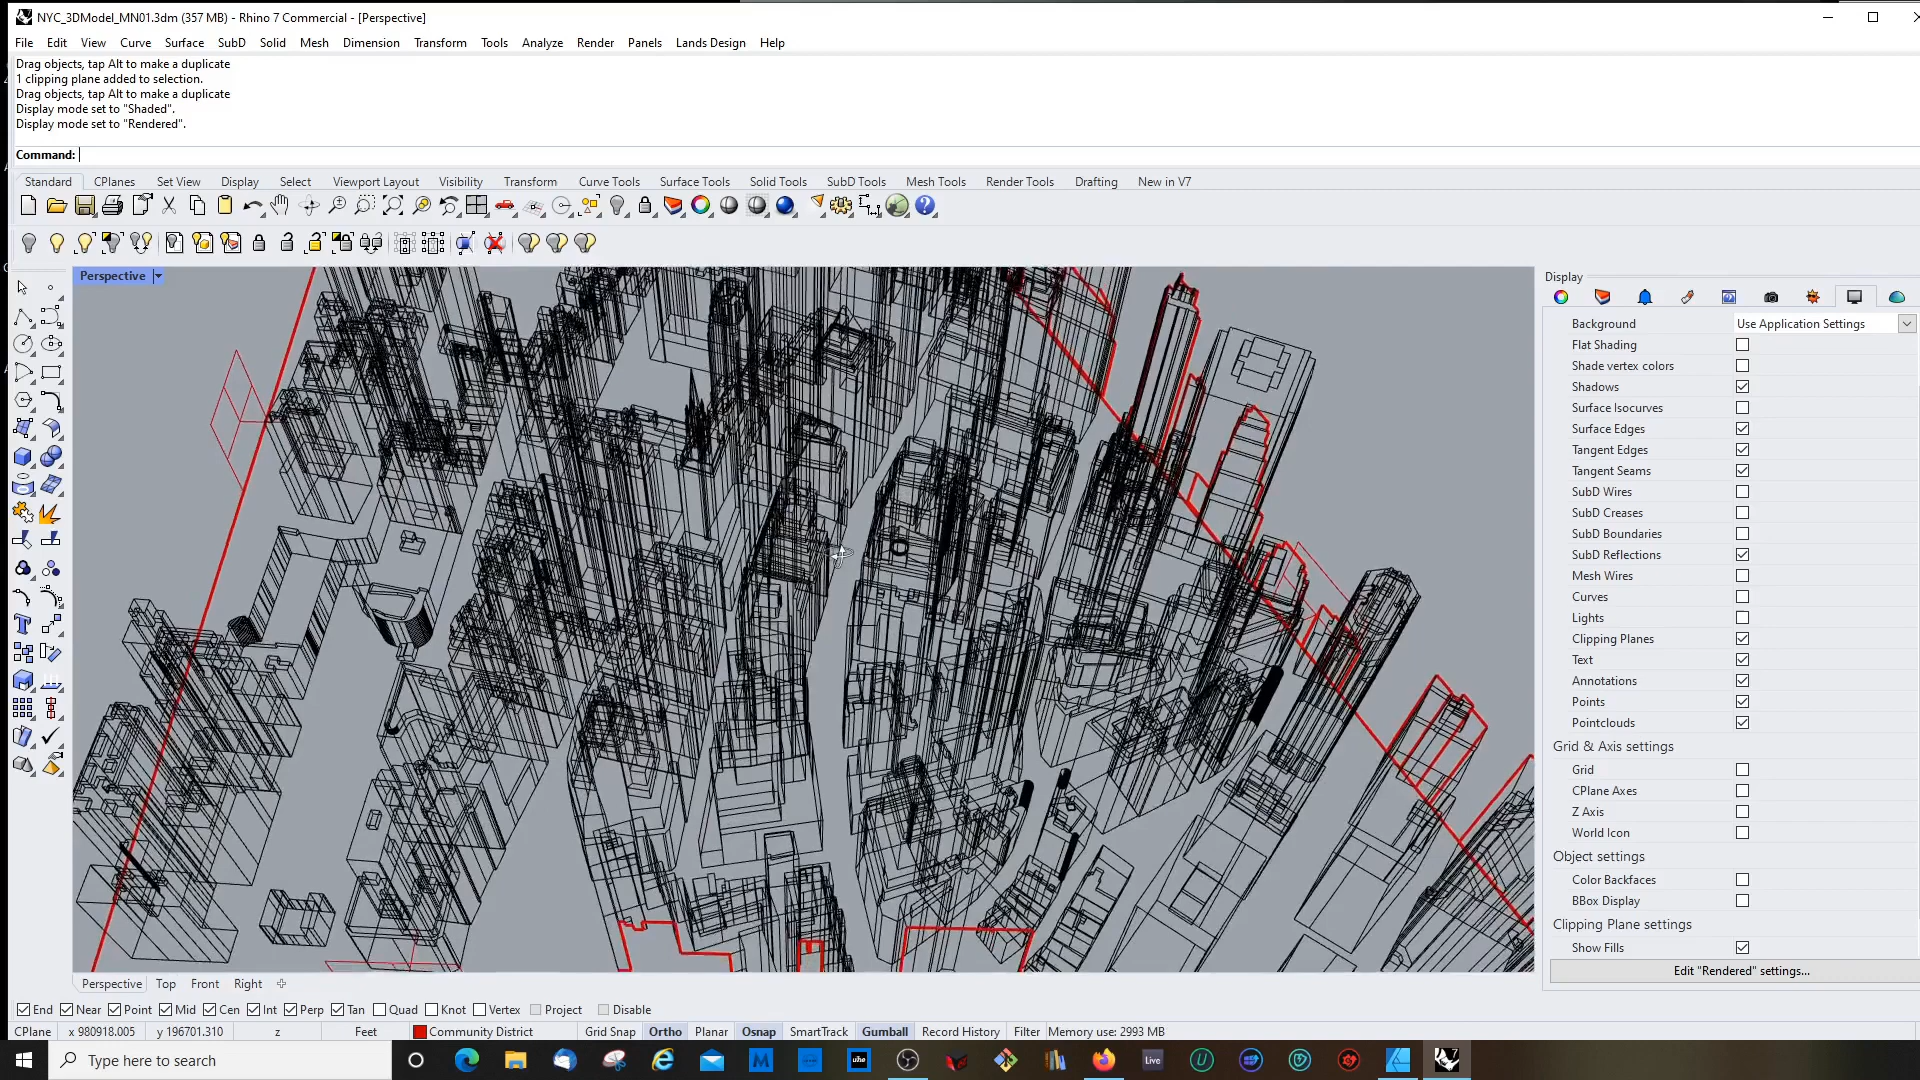 NYC_3DModel_MN01.3dm (357 MB) - Rhino 7 Commercial - [Perspective]
File Edit View Curve Surface SubD Solid Mesh Dimension Transform Tools Analyze Render Panels Lands Design Help
Drag objects, tap Alt to make a duplicate
1 clipping plane added to selection.
Drag objects, tap Alt to make a duplicate
Display mode set to "Shaded".
Display mode set to "Rendered".
Command:
Standard CPlanes Set View Display Select Viewport Layout Visibility Transform Curve Tools Surface Tools Solid Tools SubD Tools Mesh Tools Render Tools Drafting New in V7
Perspective
Display
Background Use Application Settings
Flat Shading
Shade vertex colors
Shadows
Surface Isocurves
Surface Edges
Tangent Edges
Tangent Seams
SubD Wires
SubD Creases
SubD Boundaries
SubD Reflections
Mesh Wires
Curves
Lights
Clipping Planes
Text
Annotations
Points
Pointclouds
Grid & Axis settings
Grid
CPlane Axes
Z Axis
World Icon
Object settings
Color Backfaces
BBox Display
Clipping Plane settings
Show Fills
Edit "Rendered" settings...
Perspective Top Front Right
End Near Point Mid Cen Int Perp Tan Quad Knot Vertex Project Disable
CPlane x 980918.005 y 196701.310 z Feet Community District Grid Snap Ortho Planar Osnap SmartTrack Gumball Record History Filter Memory use: 2993 MB
Type here to search
Live